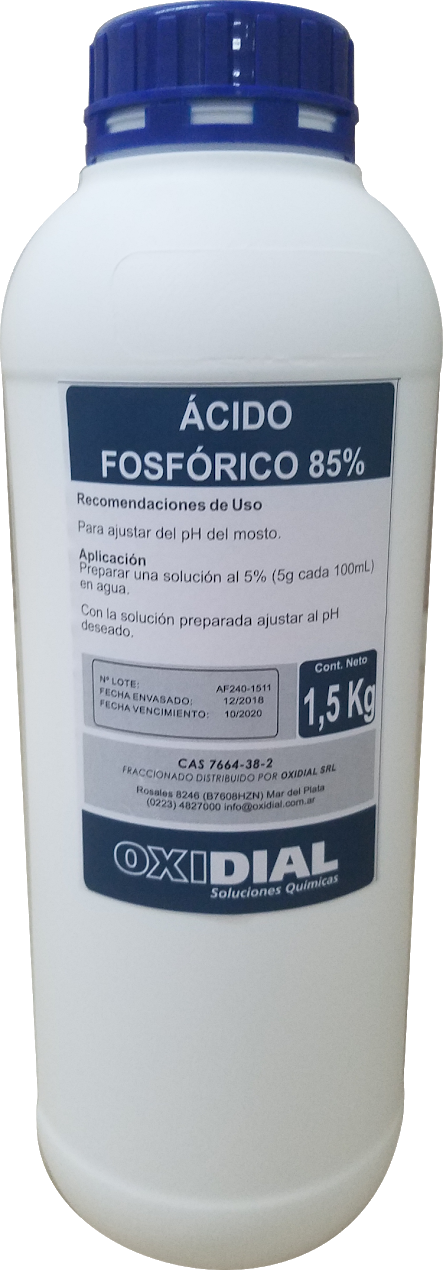 ÁCIDO
FOSFÓRICO 85%
Recomendaciones de Uso
Para ajustar del pH del mosto.
Aplicación
Preparar una solución al 5% (5g cada 100mL)
en agua.
Con la solución preparada ajustar al pH
deseado.
Nº LOTE: AF240-1511
FECHA ENVASADO: 12/2018
FECHA VENCIMIENTO: 10/2020
Cont. Neto
1,5 Kg
CAS 7664-38-2
FRACCIONADO DISTRIBUIDO POR OXIDIAL SRL
Rosales 8246 (B7608HZN) Mar del Plata
(0223) 4827000 info@oxidial.com.ar
OXIDIAL
Soluciones Químicas